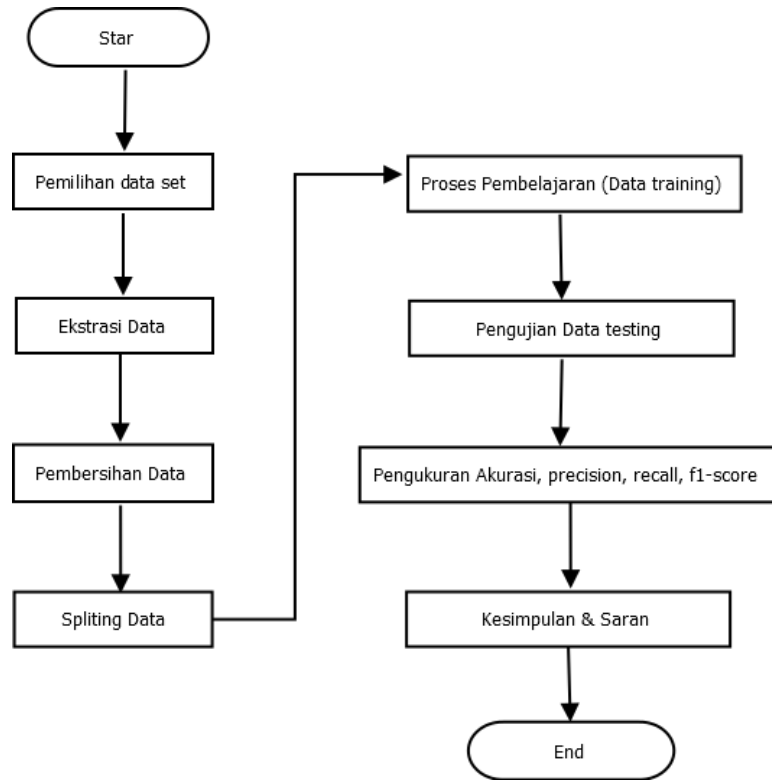 Star
Pemilihan data set
Ekstrasi Data
Pembersihan Data
Spliting Data
Proses Pembelajaran (Data training)
Pengujian Data testing
Pengukuran Akurasi, precision, recall, f1-score
Kesimpulan & Saran
End